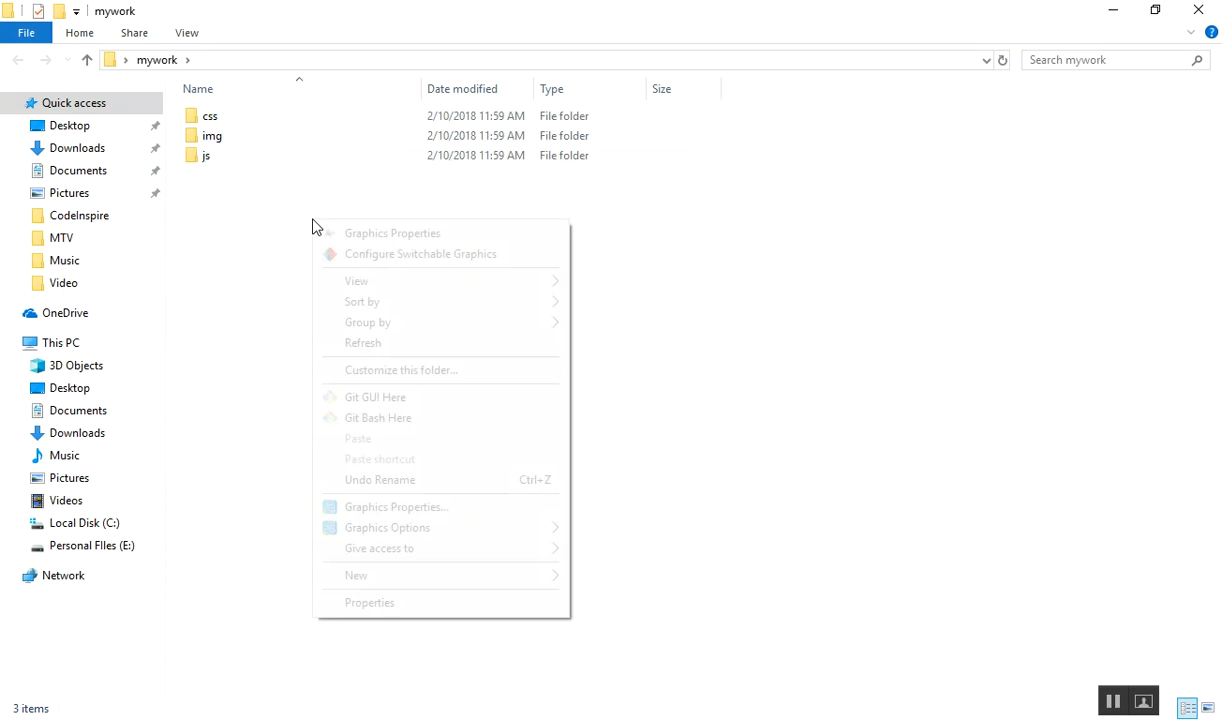 mywork
File Home Share View
mywork
Search mywork
Name Date modified Type Size
css 2/10/2018 11:59 AM File folder
img 2/10/2018 11:59 AM File folder
js 2/10/2018 11:59 AM File folder
Quick access
Desktop
Downloads
Documents
Pictures
CodeInspire
MTV
Music
Video
OneDrive
This PC
3D Objects
Desktop
Documents
Downloads
Music
Pictures
Videos
Local Disk (C:)
Personal FIles (E:)
Network
Graphics Properties
Configure Switchable Graphics
View
Sort by
Group by
Refresh
Customize this folder...
Git GUI Here
Git Bash Here
Paste
Paste shortcut
Undo Rename Ctrl+Z
Graphics Properties...
Graphics Options
Give access to
New
Properties
3 items